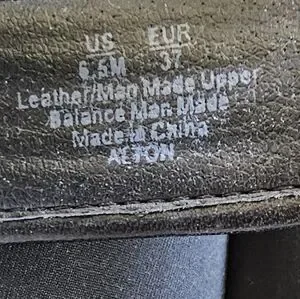 US EUR
6.5M 37
Leather/Man Made Upper
Balance Man Made
Made in China
ALTON